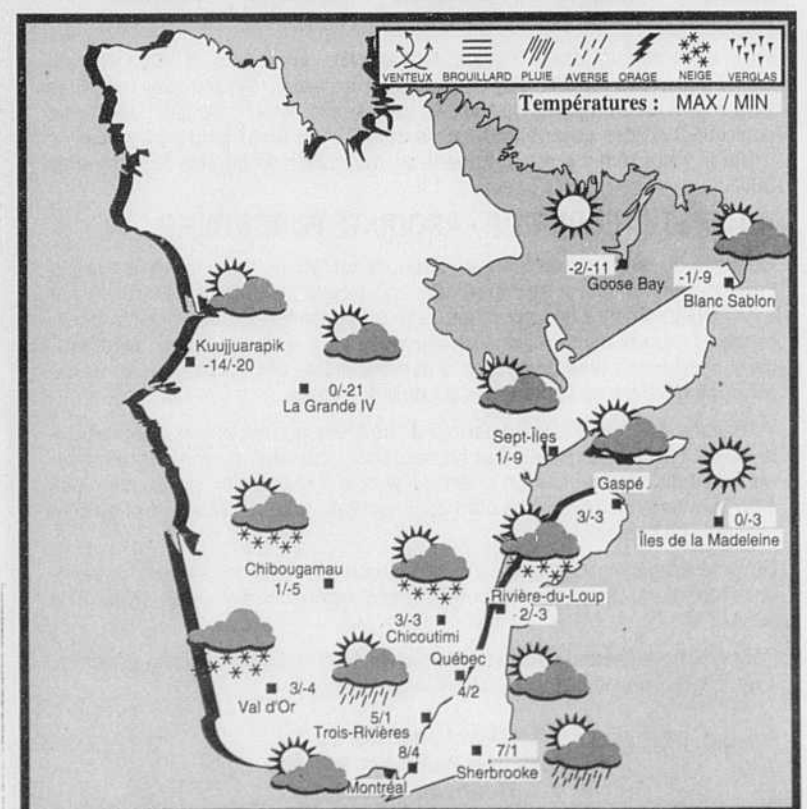 VENTEUX BROUILLARD PLUIE AVERSE ORAGE NEIGE VERGLAS
Températures : MAX / MIN
-2/-11
Goose Bay
-1/-9
Blanc Sablon
Kuujjuarapik
-14/-20
0/-21
La Grande IV
Sept-Îles
1/-9
Gaspé
3/-3
0/-3
Îles de la Madeleine
Chibougamau
1/-5
3/-3
Chicoutimi
Rivière-du-Loup
2/-3
Québec
4/2
3/-4
Val d'Or
5/1
Trois-Rivières
8/4
Montréal
7/1
Sherbrooke